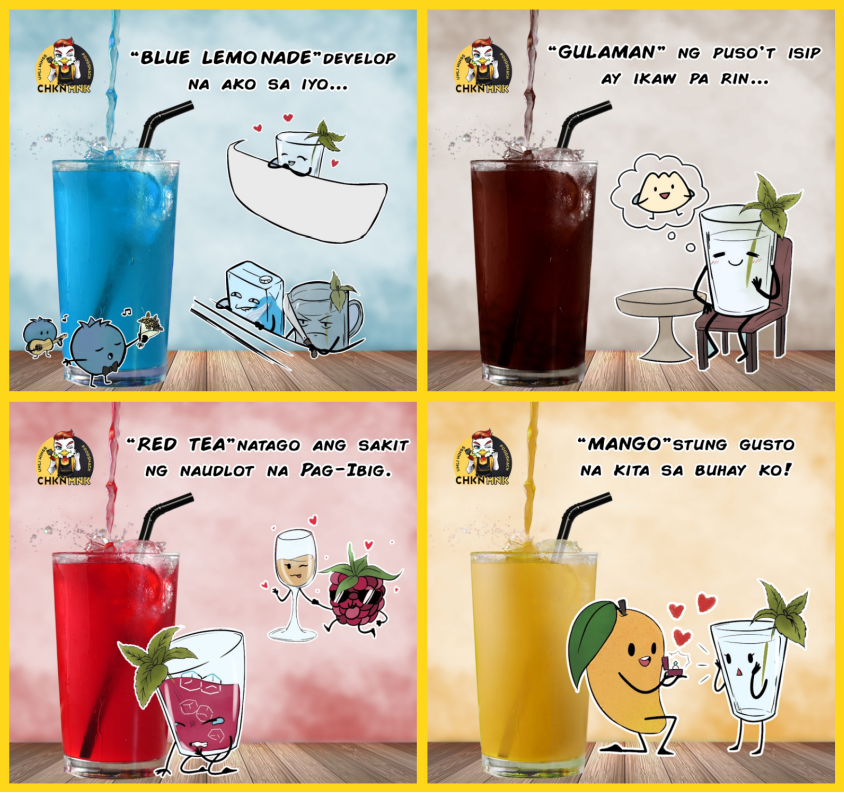 CHKN MNK
“BLUE LEMONADE”DEVELOP
NA AKO SA IYO...
CHKN MNK
“GULAMAN” NG PUSO'T ISIP
AY IKAW PA RIN...
CHKN MNK
“RED TEA”NATAGO ANG SAKIT
NG NAUDLOT NA PAG-IBIG.
CHKN MNK
“MANGO”STUNG GUSTO
NA KITA SA BUHAY KO!